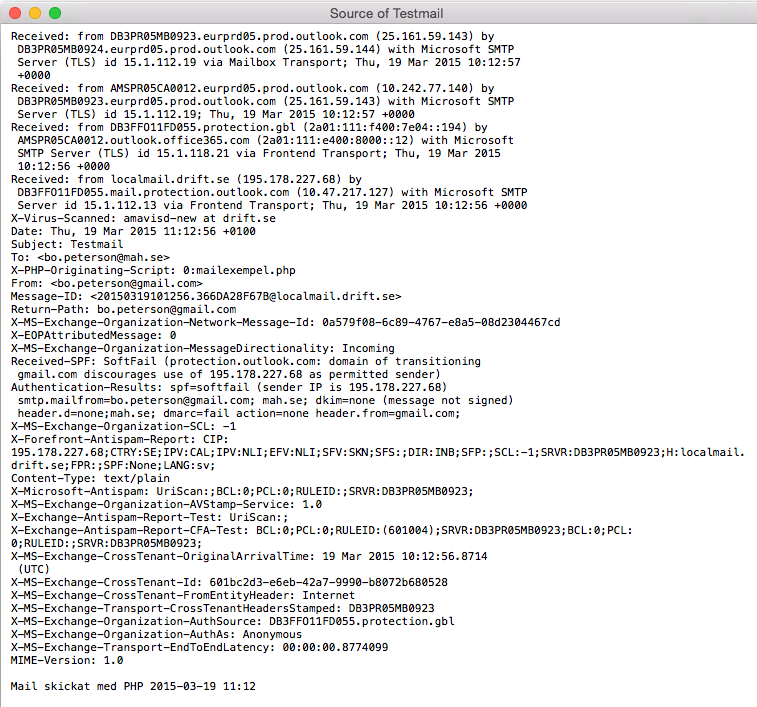 Source of Testmail
Received: from DB3PR05MB0923.eurprd05.prod.outlook.com (25.161.59.143) by
DB3PR05MB0924.eurprd05.prod.outlook.com (25.161.59.144) with Microsoft SMTP
Server (TLS) id 15.1.112.19 via Mailbox Transport; Thu, 19 Mar 2015 10:12:57
+0000
Received: from AMSPR05CA0012.eurprd05.prod.outlook.com (10.242.77.140) by
DB3PR05MB0923.eurprd05.prod.outlook.com (25.161.59.143) with Microsoft SMTP
Server (TLS) id 15.1.112.19; Thu, 19 Mar 2015 10:12:57 +0000
Received: from DB3FFO11FD055.protection.gbl (2a01:111:f400:7e04::194) by
AMSPR05CA0012.outlook.office365.com (2a01:111:e400:8000::12) with Microsoft
SMTP Server (TLS) id 15.1.118.21 via Frontend Transport; Thu, 19 Mar 2015
10:12:56 +0000
Received: from localmail.drift.se (195.178.227.68) by
DB3FFO11FD055.mail.protection.outlook.com (10.47.217.127) with Microsoft SMTP
Server id 15.1.112.13 via Frontend Transport; Thu, 19 Mar 2015 10:12:56 +0000
X-Virus-Scanned: amavisd-new at drift.se
Date: Thu, 19 Mar 2015 11:12:56 +0100
Subject: Testmail
To: <bo.peterson@mah.se>
X-PHP-Originating-Script: 0:mailexempel.php
From: <bo.peterson@gmail.com>
Message-ID: <20150319101256.366DA28F67B@localmail.drift.se>
Return-Path: bo.peterson@gmail.com
X-MS-Exchange-Organization-Network-Message-Id: 0a579f08-6c89-4767-e8a5-08d2304467cd
X-EOPAttributedMessage: 0
X-MS-Exchange-Organization-MessageDirectionality: Incoming
Received-SPF: SoftFail (protection.outlook.com: domain of transitioning
gmail.com discourages use of 195.178.227.68 as permitted sender)
Authentication-Results: spf=softfail (sender IP is 195.178.227.68)
smtp.mailfrom=bo.peterson@gmail.com; mah.se; dkim=none (message not signed)
header.d=none;mah.se; dmarc=fail action=none header.from=gmail.com;
X-MS-Exchange-Organization-SCL: -1
X-Forefront-Antispam-Report: CIP:
195.178.227.68;CTRY:SE;IPV:CAL;IPV:NLI;EFV:NLI;SFV:SKN;SFS:;DIR:INB;SFP:;SCL:-1;SRVR:DB3PR05MB0923;H:localmail.
drift.se;FPR:;SPF:None;LANG:sv;
Content-Type: text/plain
X-Microsoft-Antispam: UriScan:;BCL:0;PCL:0;RULEID:;SRVR:DB3PR05MB0923;
X-MS-Exchange-Organization-AVStamp-Service: 1.0
X-Exchange-Antispam-Report-Test: UriScan:;
X-Exchange-Antispam-Report-CFA-Test: BCL:0;PCL:0;RULEID:(601004);SRVR:DB3PR05MB0923;BCL:0;PCL:
0;RULEID:;SRVR:DB3PR05MB0923;
X-MS-Exchange-CrossTenant-OriginalArrivalTime: 19 Mar 2015 10:12:56.8714
(UTC)
X-MS-Exchange-CrossTenant-Id: 601bc2d3-e6eb-42a7-9990-b8072b680528
X-MS-Exchange-CrossTenant-FromEntityHeader: Internet
X-MS-Exchange-Transport-CrossTenantHeadersStamped: DB3PR05MB0923
X-MS-Exchange-Organization-AuthSource: DB3FFO11FD055.protection.gbl
X-MS-Exchange-Organization-AuthAs: Anonymous
X-MS-Exchange-Transport-EndToEndLatency: 00:00:00.8774099
MIME-Version: 1.0
Mail skickat med PHP 2015-03-19 11:12